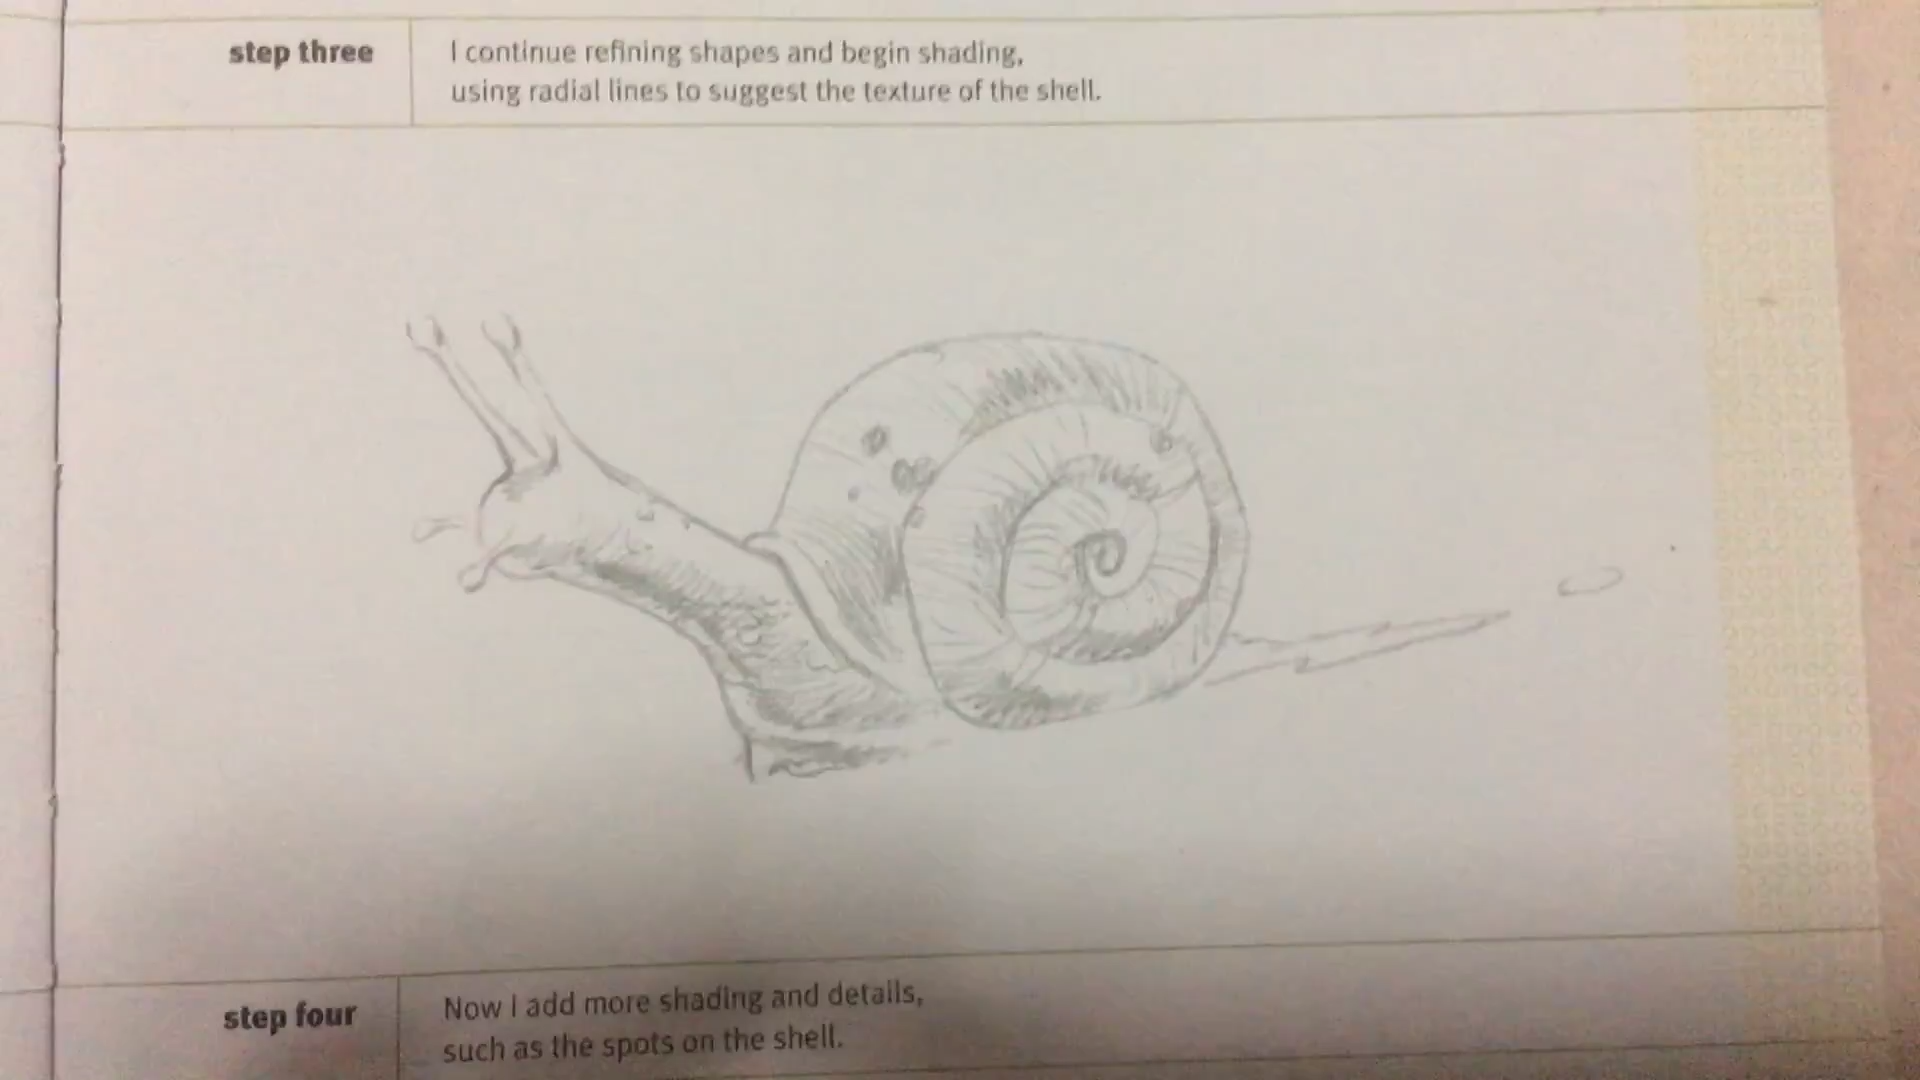 step three
I continue refining shapes and begin shading,
using radial lines to suggest the texture of the shell.
step four
Now I add more shading and details,
such as the spots on the shell.